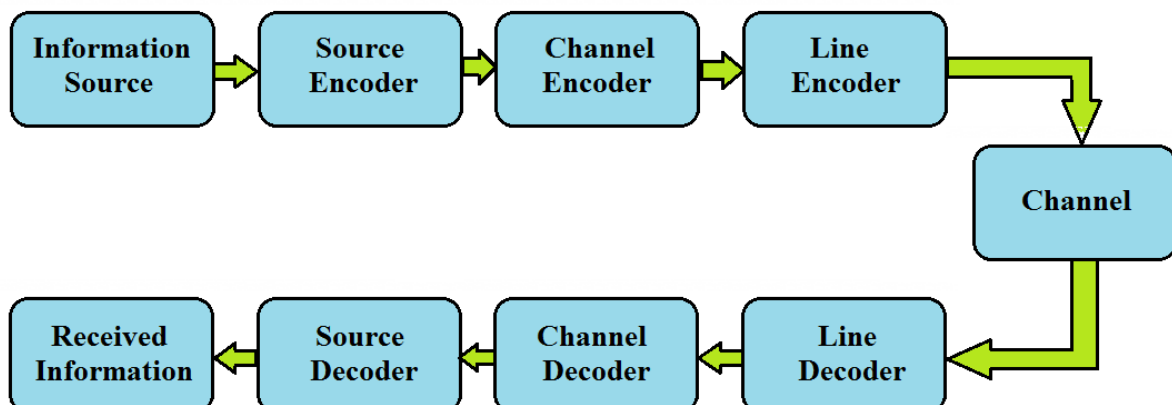 Information
Source
Source
Encoder
Channel
Encoder
Line
Encoder
Channel
Line
Decoder
Channel
Decoder
Source
Decoder
Received
Information